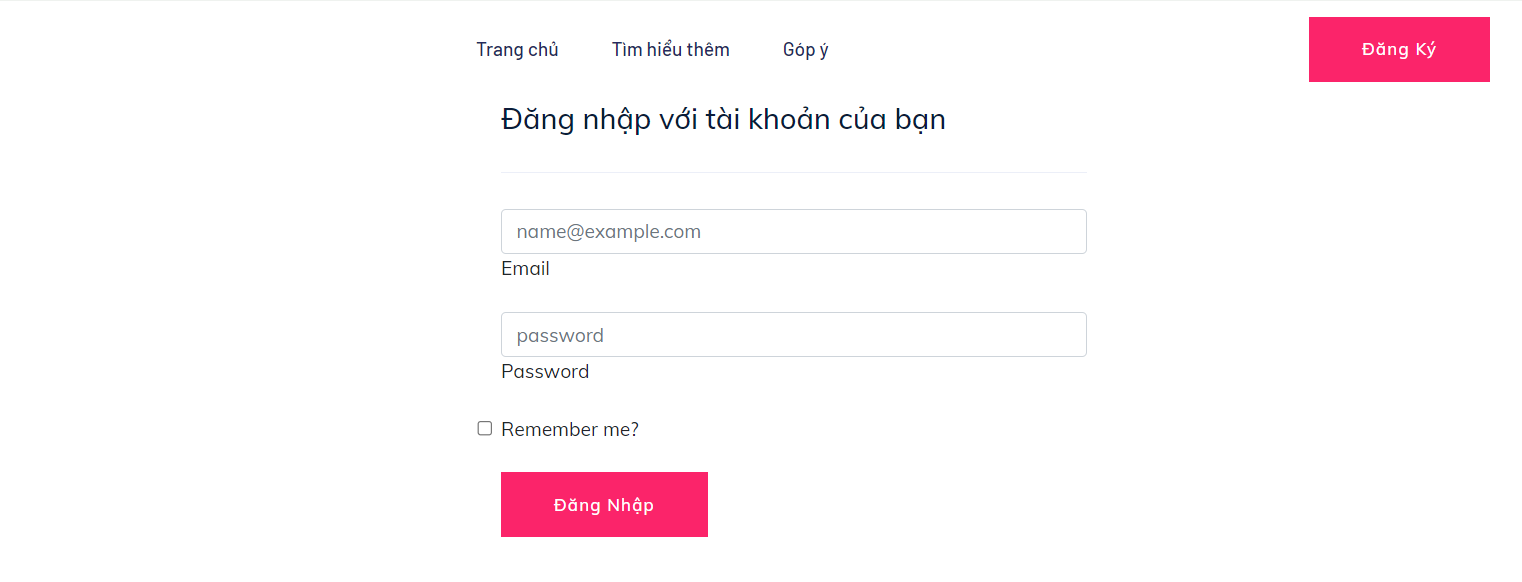 Trang chủ Tìm hiểu thêm Góp ý Đăng Ký
Đăng nhập với tài khoản của bạn
name@example.com
Email
password
Password
Remember me?
Đăng Nhập